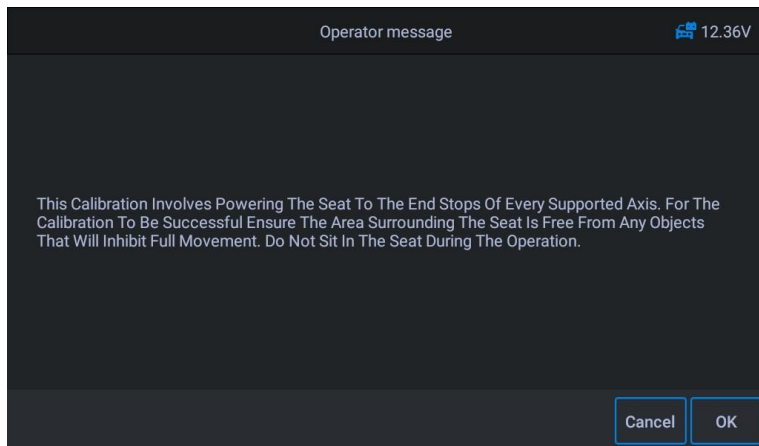 Operator message
12.36V
This Calibration Involves Powering The Seat To The End Stops Of Every Supported Axis. For The
Calibration To Be Successful Ensure The Area Surrounding The Seat Is Free From Any Objects
That Will Inhibit Full Movement. Do Not Sit In The Seat During The Operation.
Cancel
OK